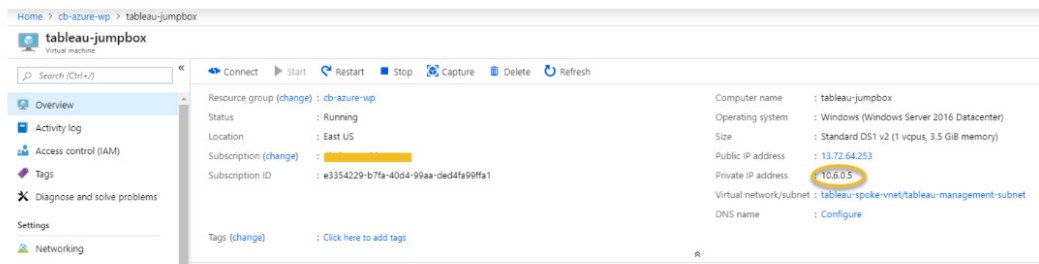 Home > cb-azure-wp > tableau-jumpbox
tableau-jumpbox
Virtual machine
Search (Ctrl+/)
«
Connect Start Restart Stop Capture Delete Refresh
Overview
Activity log
Access control (IAM)
Tags
Diagnose and solve problems
Settings
Networking
Resource group (change) : cb-azure-wp
Status : Running
Location : East US
Subscription (change) :
Subscription ID : e3354229-b7fa-40d4-99aa-ded4fa99ffa1
Tags (change) : Click here to add tags
Computer name : tableau-jumpbox
Operating system : Windows (Windows Server 2016 Datacenter)
Size : Standard DS1 v2 (1 vcpus, 3.5 GiB memory)
Public IP address : 13.72.64.253
Private IP address : 10.6.0.5
Virtual network/subnet : tableau-spoke-vnet/tableau-management-subnet
DNS name : Configure